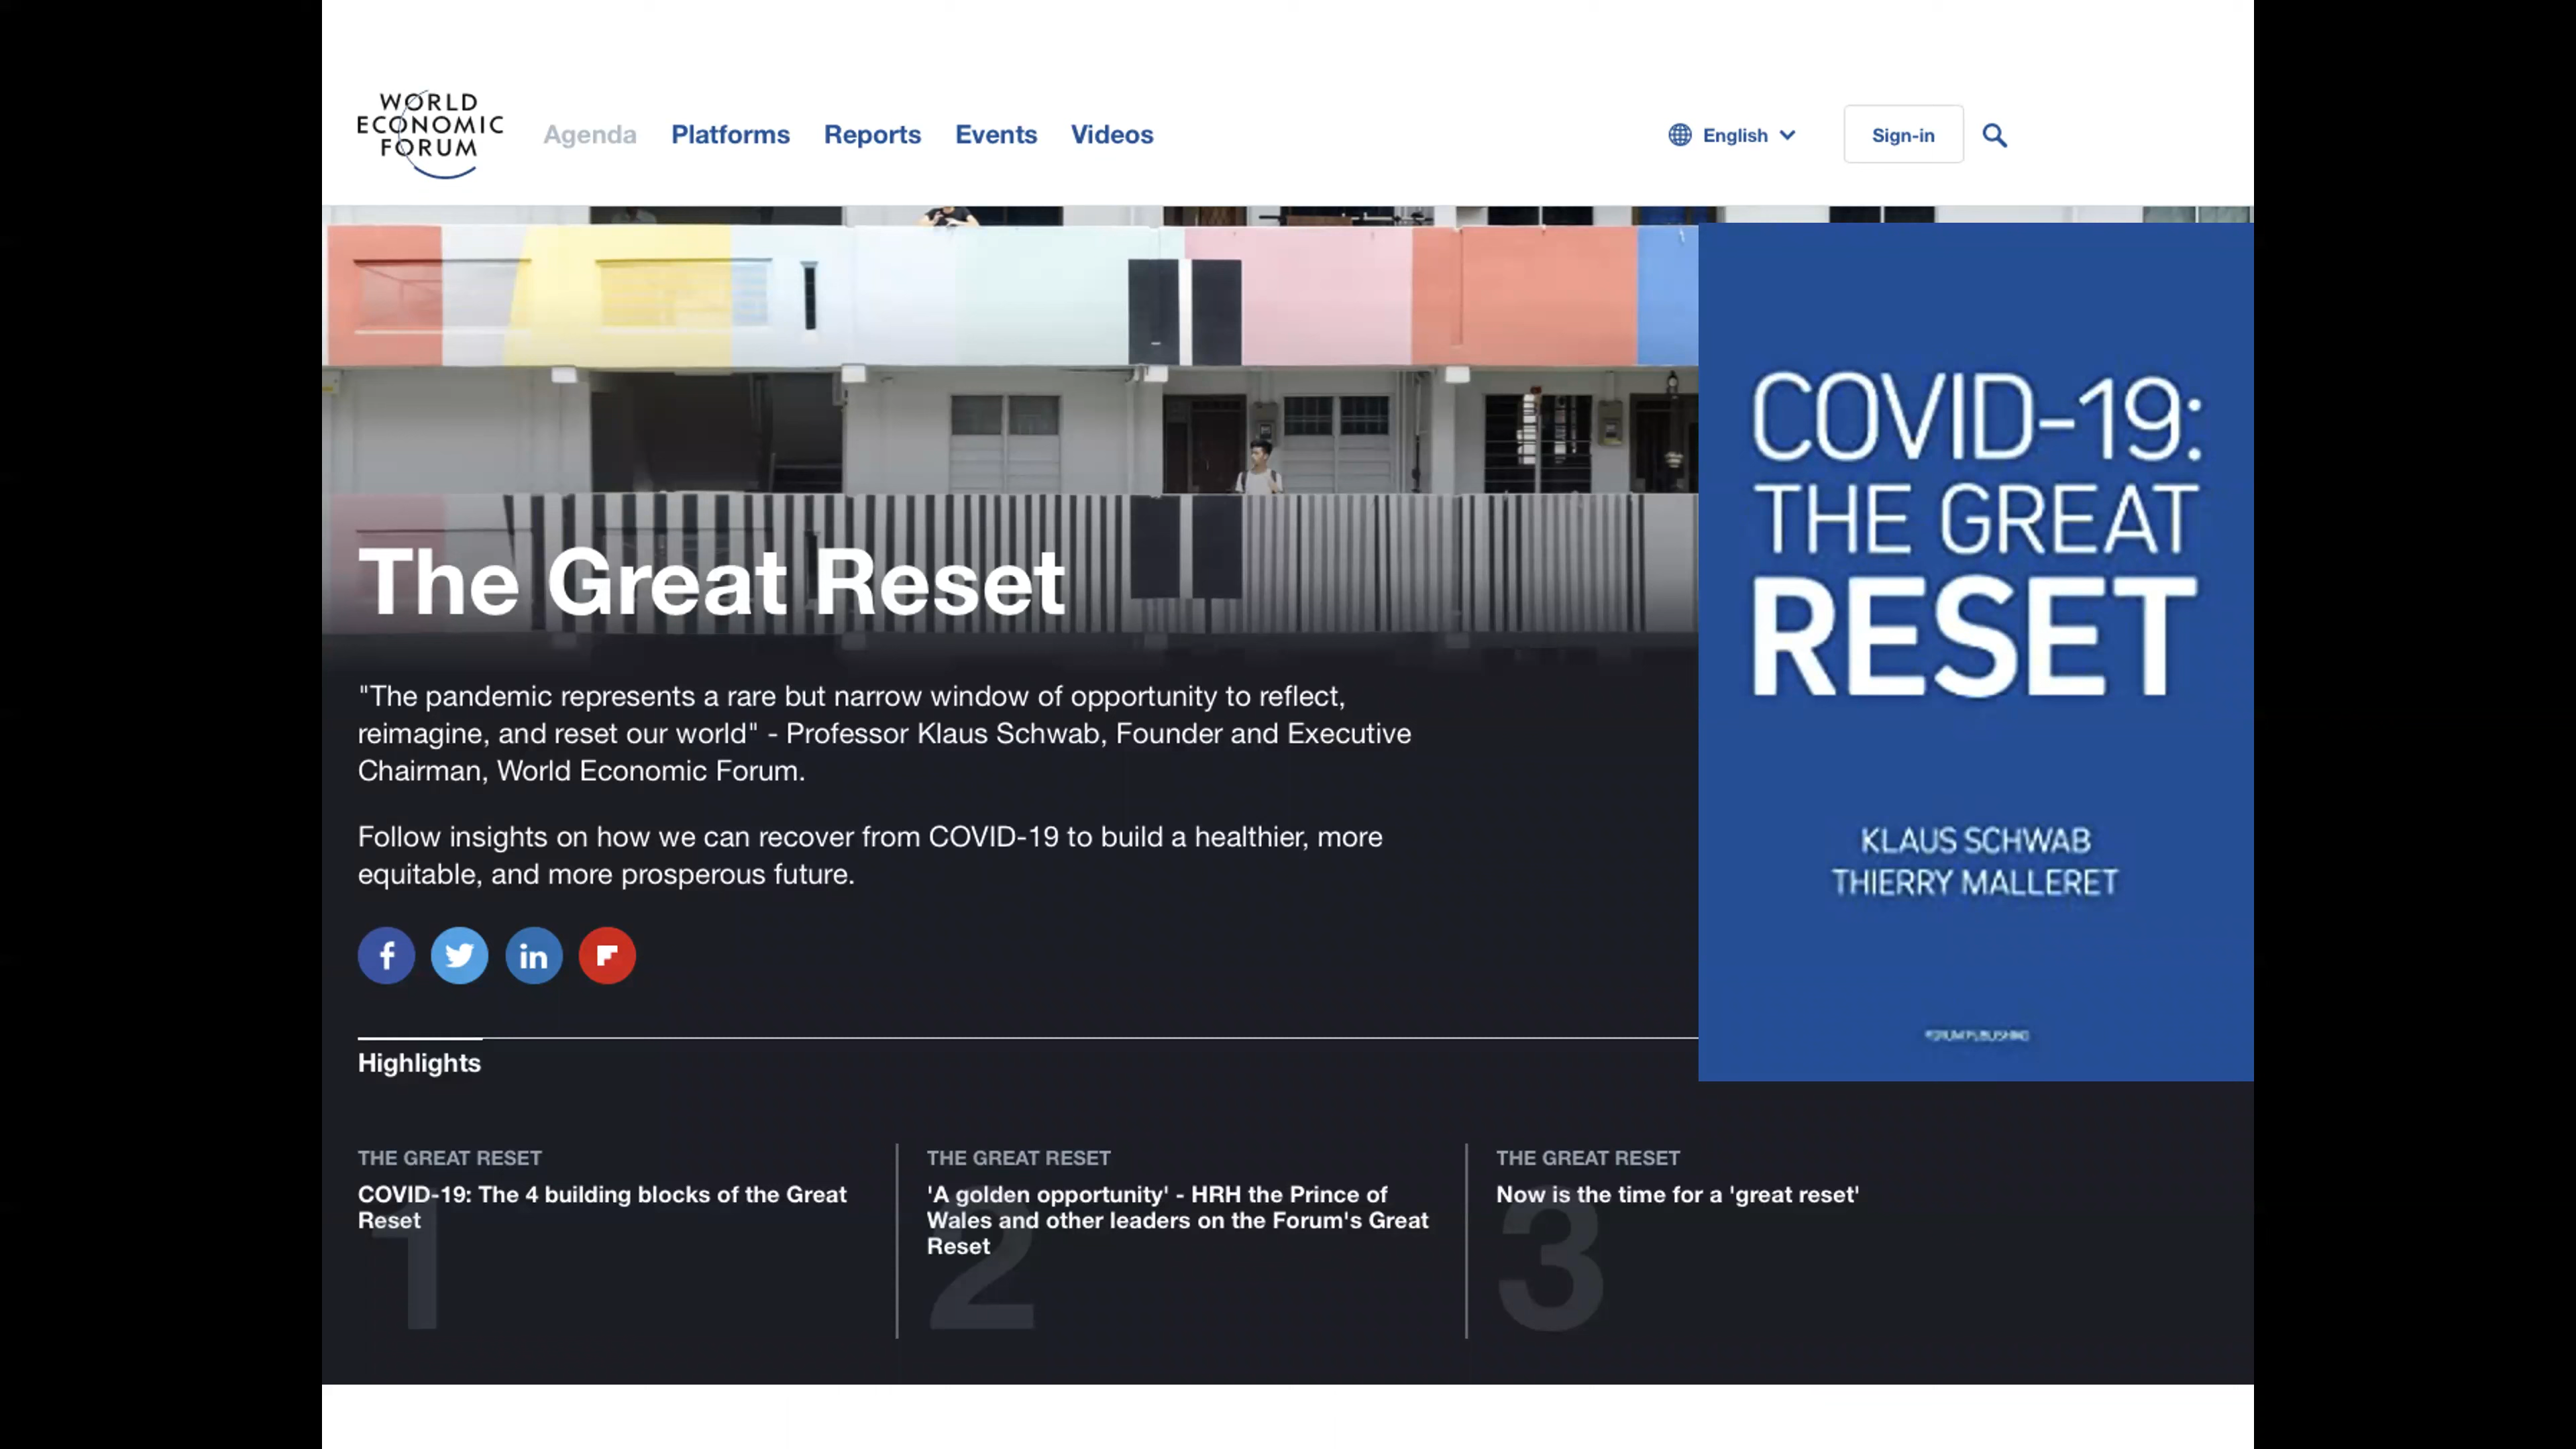 WORLD
ECONOMIC
FORUM
Agenda Platforms Reports Events Videos
English
Sign-in
The Great Reset
"The pandemic represents a rare but narrow window of opportunity to reflect,
reimagine, and reset our world" - Professor Klaus Schwab, Founder and Executive
Chairman, World Economic Forum.
Follow insights on how we can recover from COVID-19 to build a healthier, more
equitable, and more prosperous future.
Highlights
THE GREAT RESET
COVID-19: The 4 building blocks of the Great
Reset
1
THE GREAT RESET
'A golden opportunity' - HRH the Prince of
Wales and other leaders on the Forum's Great
Reset
2
THE GREAT RESET
Now is the time for a 'great reset'
3
COVID-19:
THE GREAT
RESET
KLAUS SCHWAB
THIERRY MALLERET
FORUM PUBLISHING